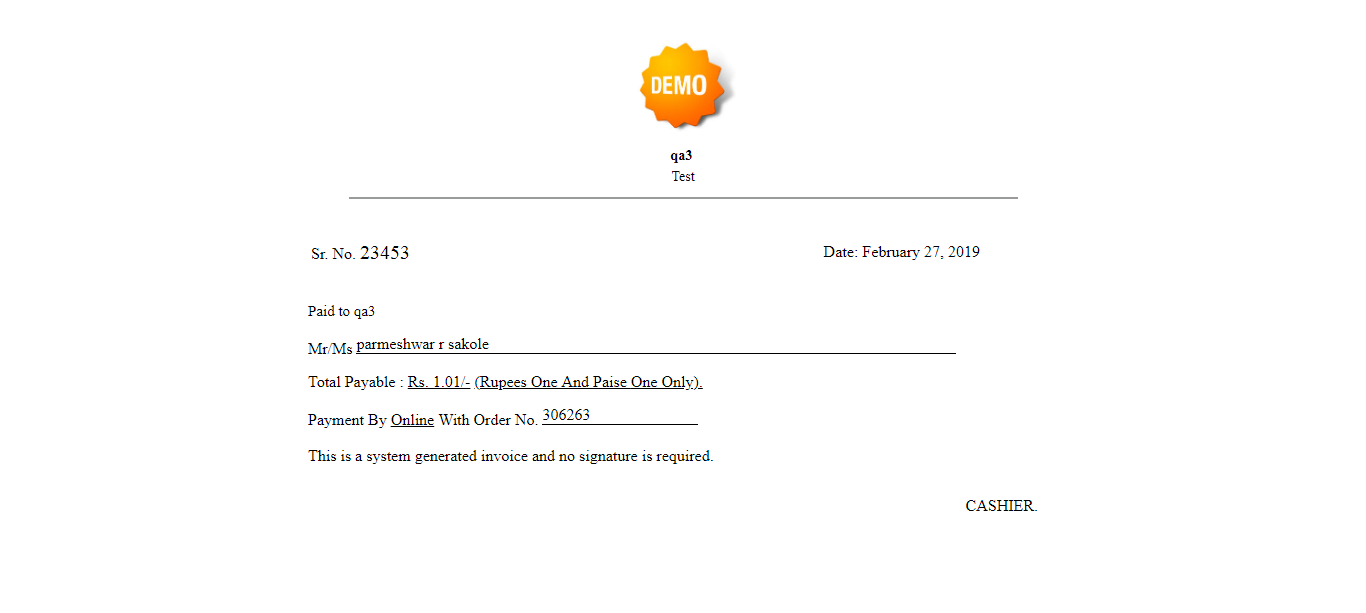 DEMO
qa3
Test
Sr. No. 23453
Date: February 27, 2019
Paid to qa3
Mr/Ms parmeshwar r sakole
Total Payable : Rs. 1.01/- (Rupees One And Paise One Only).
Payment By Online With Order No. 306263
This is a system generated invoice and no signature is required.
CASHIER.